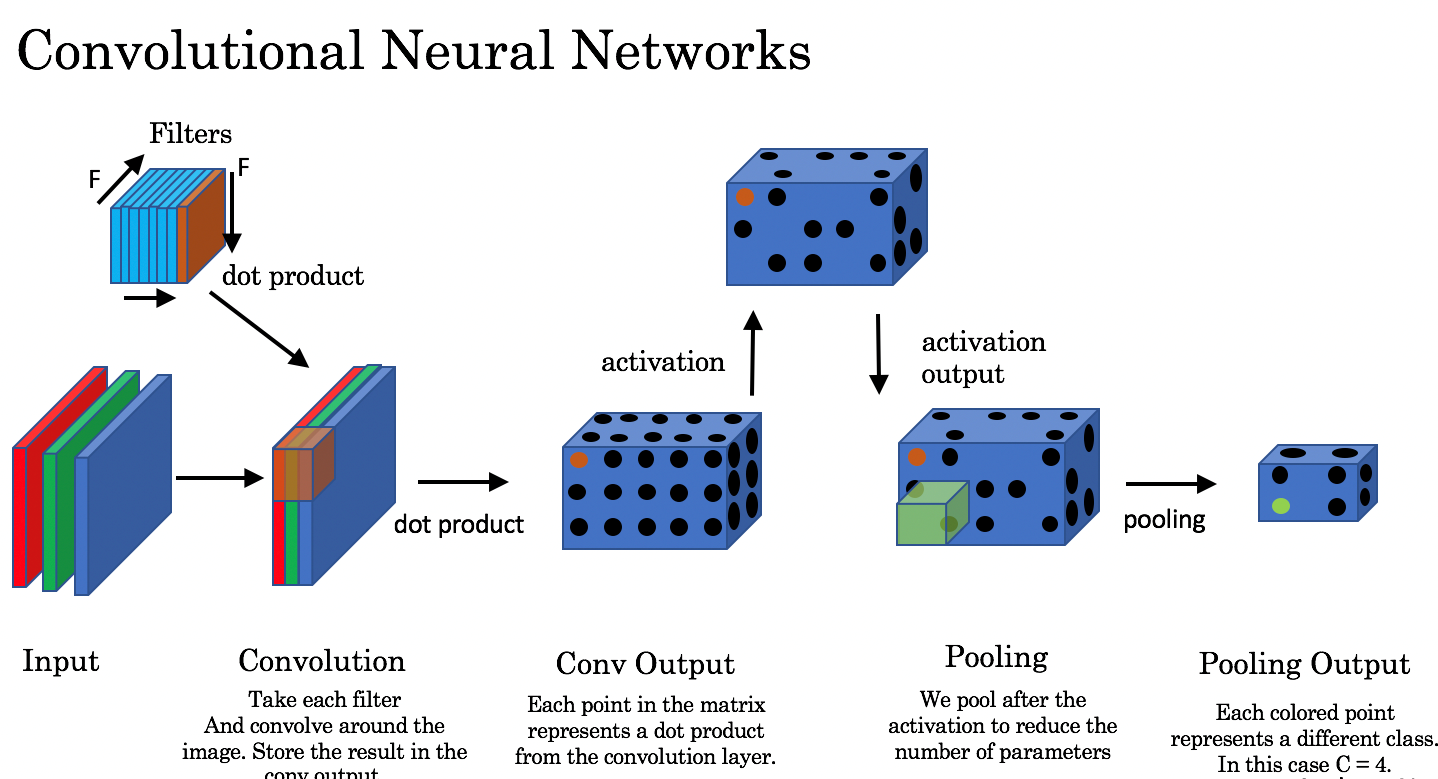 Convolutional Neural Networks
Filters
F
F
dot product
activation
activation
output
dot product
pooling
Input
Convolution
Take each filter
And convolve around the
image. Store the result in the
conv output
Conv Output
Each point in the matrix
represents a dot product
from the convolution layer.
Pooling
We pool after the
activation to reduce the
number of parameters
Pooling Output
Each colored point
represents a different class.
In this case C = 4.